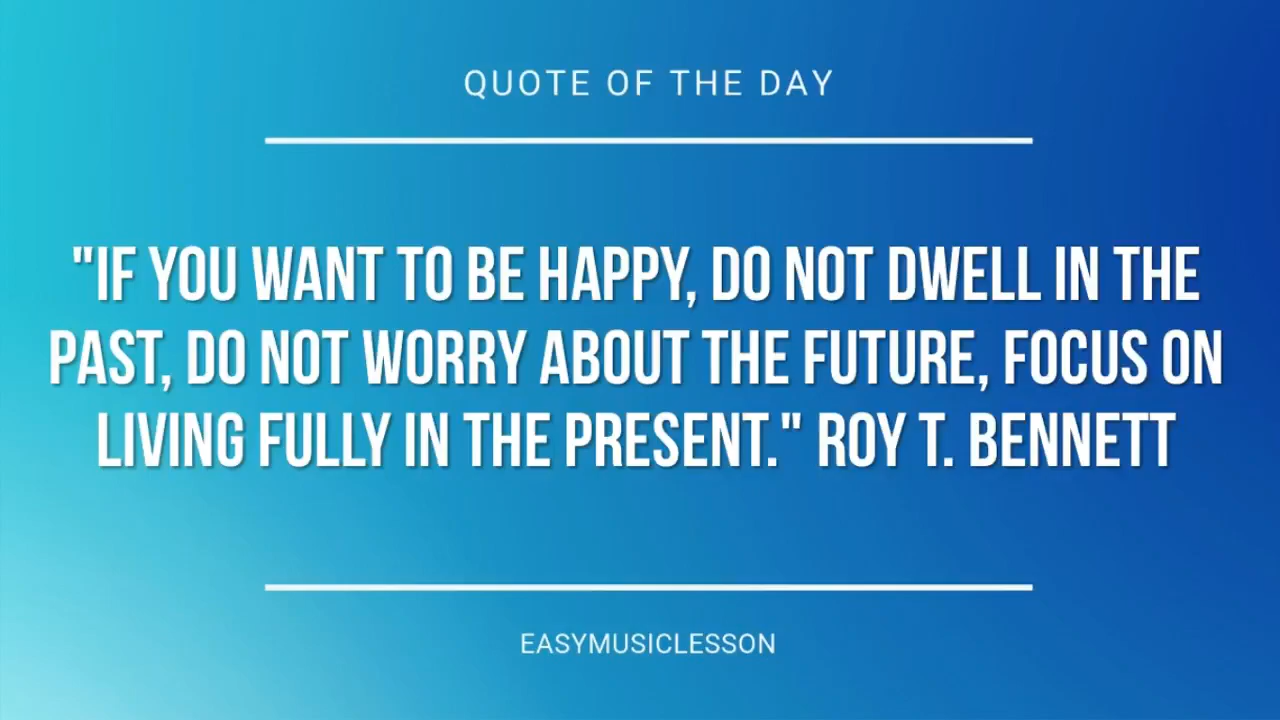 QUOTE OF THE DAY
"IF YOU WANT TO BE HAPPY, DO NOT DWELL IN THE
PAST, DO NOT WORRY ABOUT THE FUTURE, FOCUS ON
LIVING FULLY IN THE PRESENT." ROY T. BENNETT
EASYMUSICLESSON